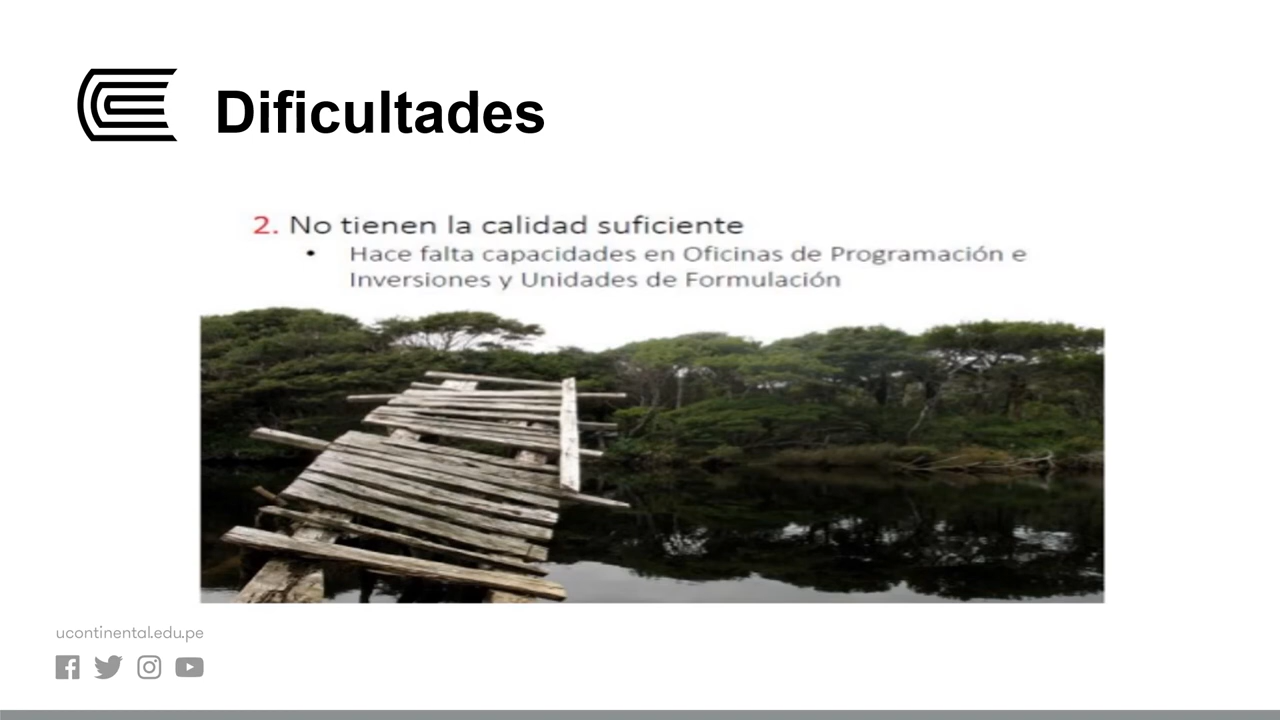 Dificultades
2. No tienen la calidad suficiente
• Hace falta capacidades en Oficinas de Programación e
Inversiones y Unidades de Formulación
ucontinental.edu.pe